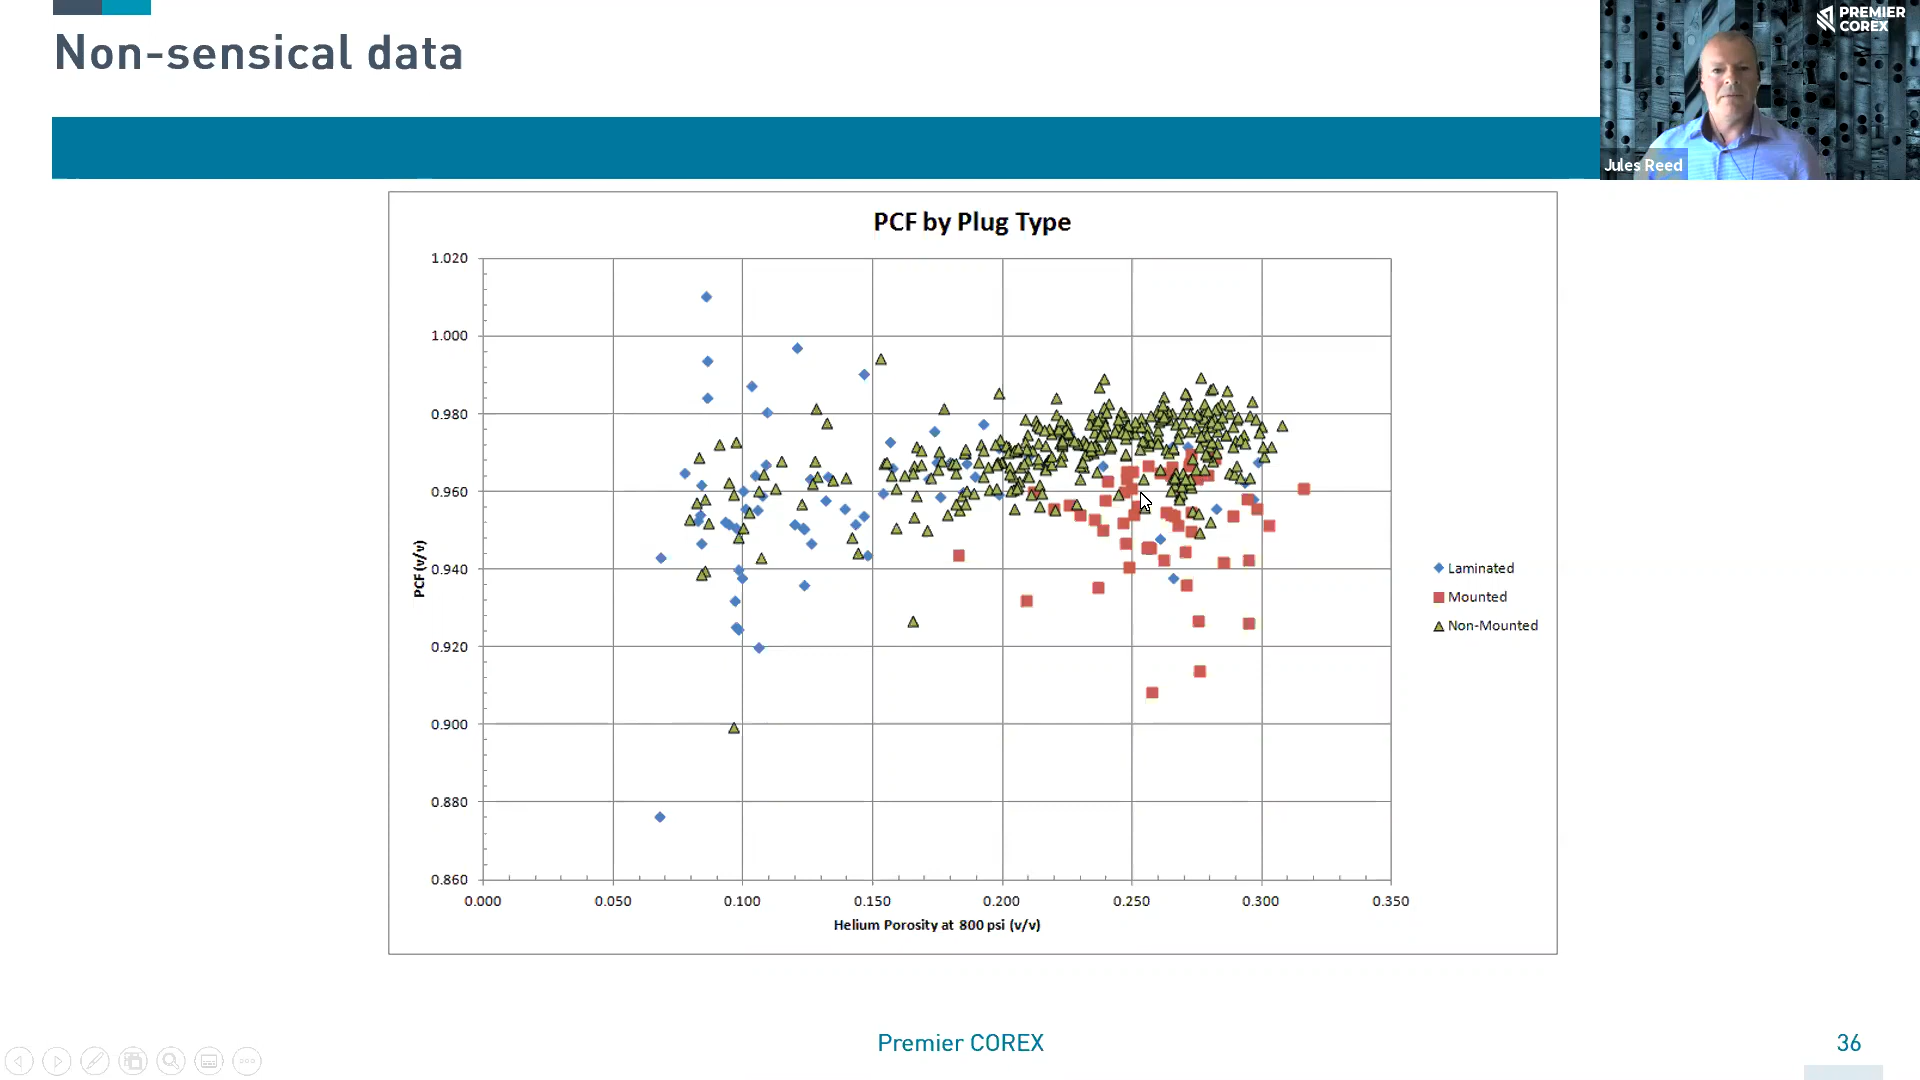 Non-sensical data
PREMIER
COREX
Jules Reed
PCF by Plug Type
1.020
1.000
0.980
0.960
0.940
0.920
0.900
0.880
0.860
PCF (v/v)
0.000 0.050 0.100 0.150 0.200 0.250 0.300 0.350
Helium Porosity at 800 psi (v/v)
Laminated
Mounted
Non-Mounted
Premier COREX
36